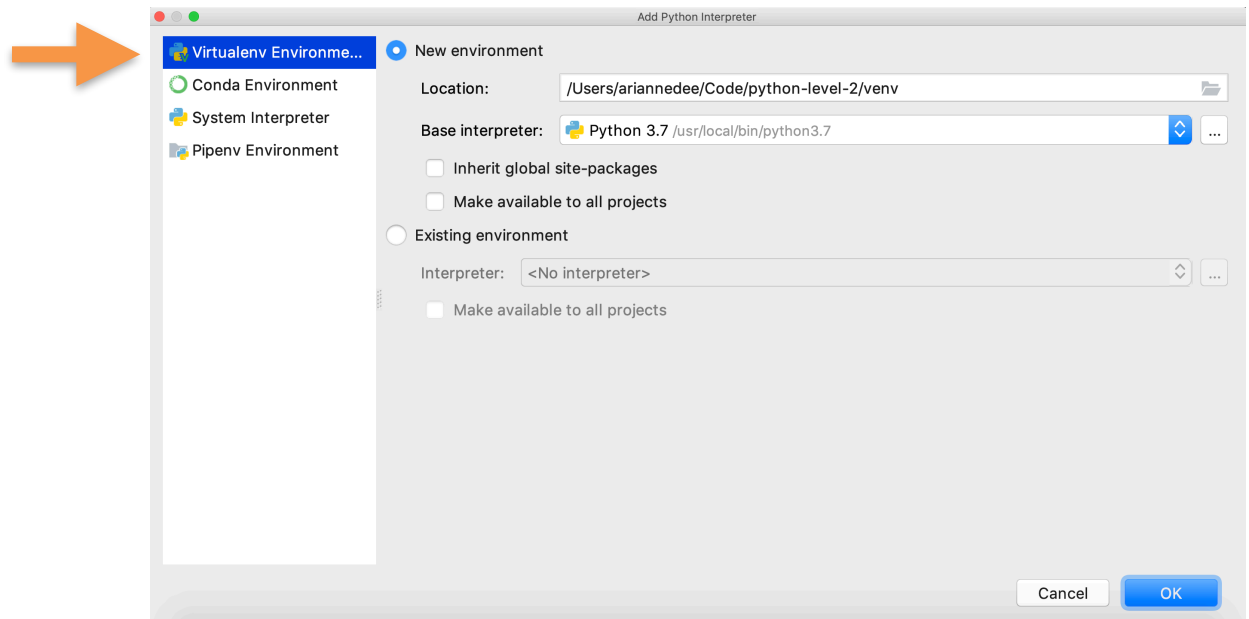 Add Python Interpreter
Virtualenv Environme...
Conda Environment
System Interpreter
Pipenv Environment
New environment
Location: /Users/ariannedee/Code/python-level-2/venv
Base interpreter: Python 3.7 /usr/local/bin/python3.7 ...
Inherit global site-packages
Make available to all projects
Existing environment
Interpreter: <No interpreter> ...
Make available to all projects
Cancel OK